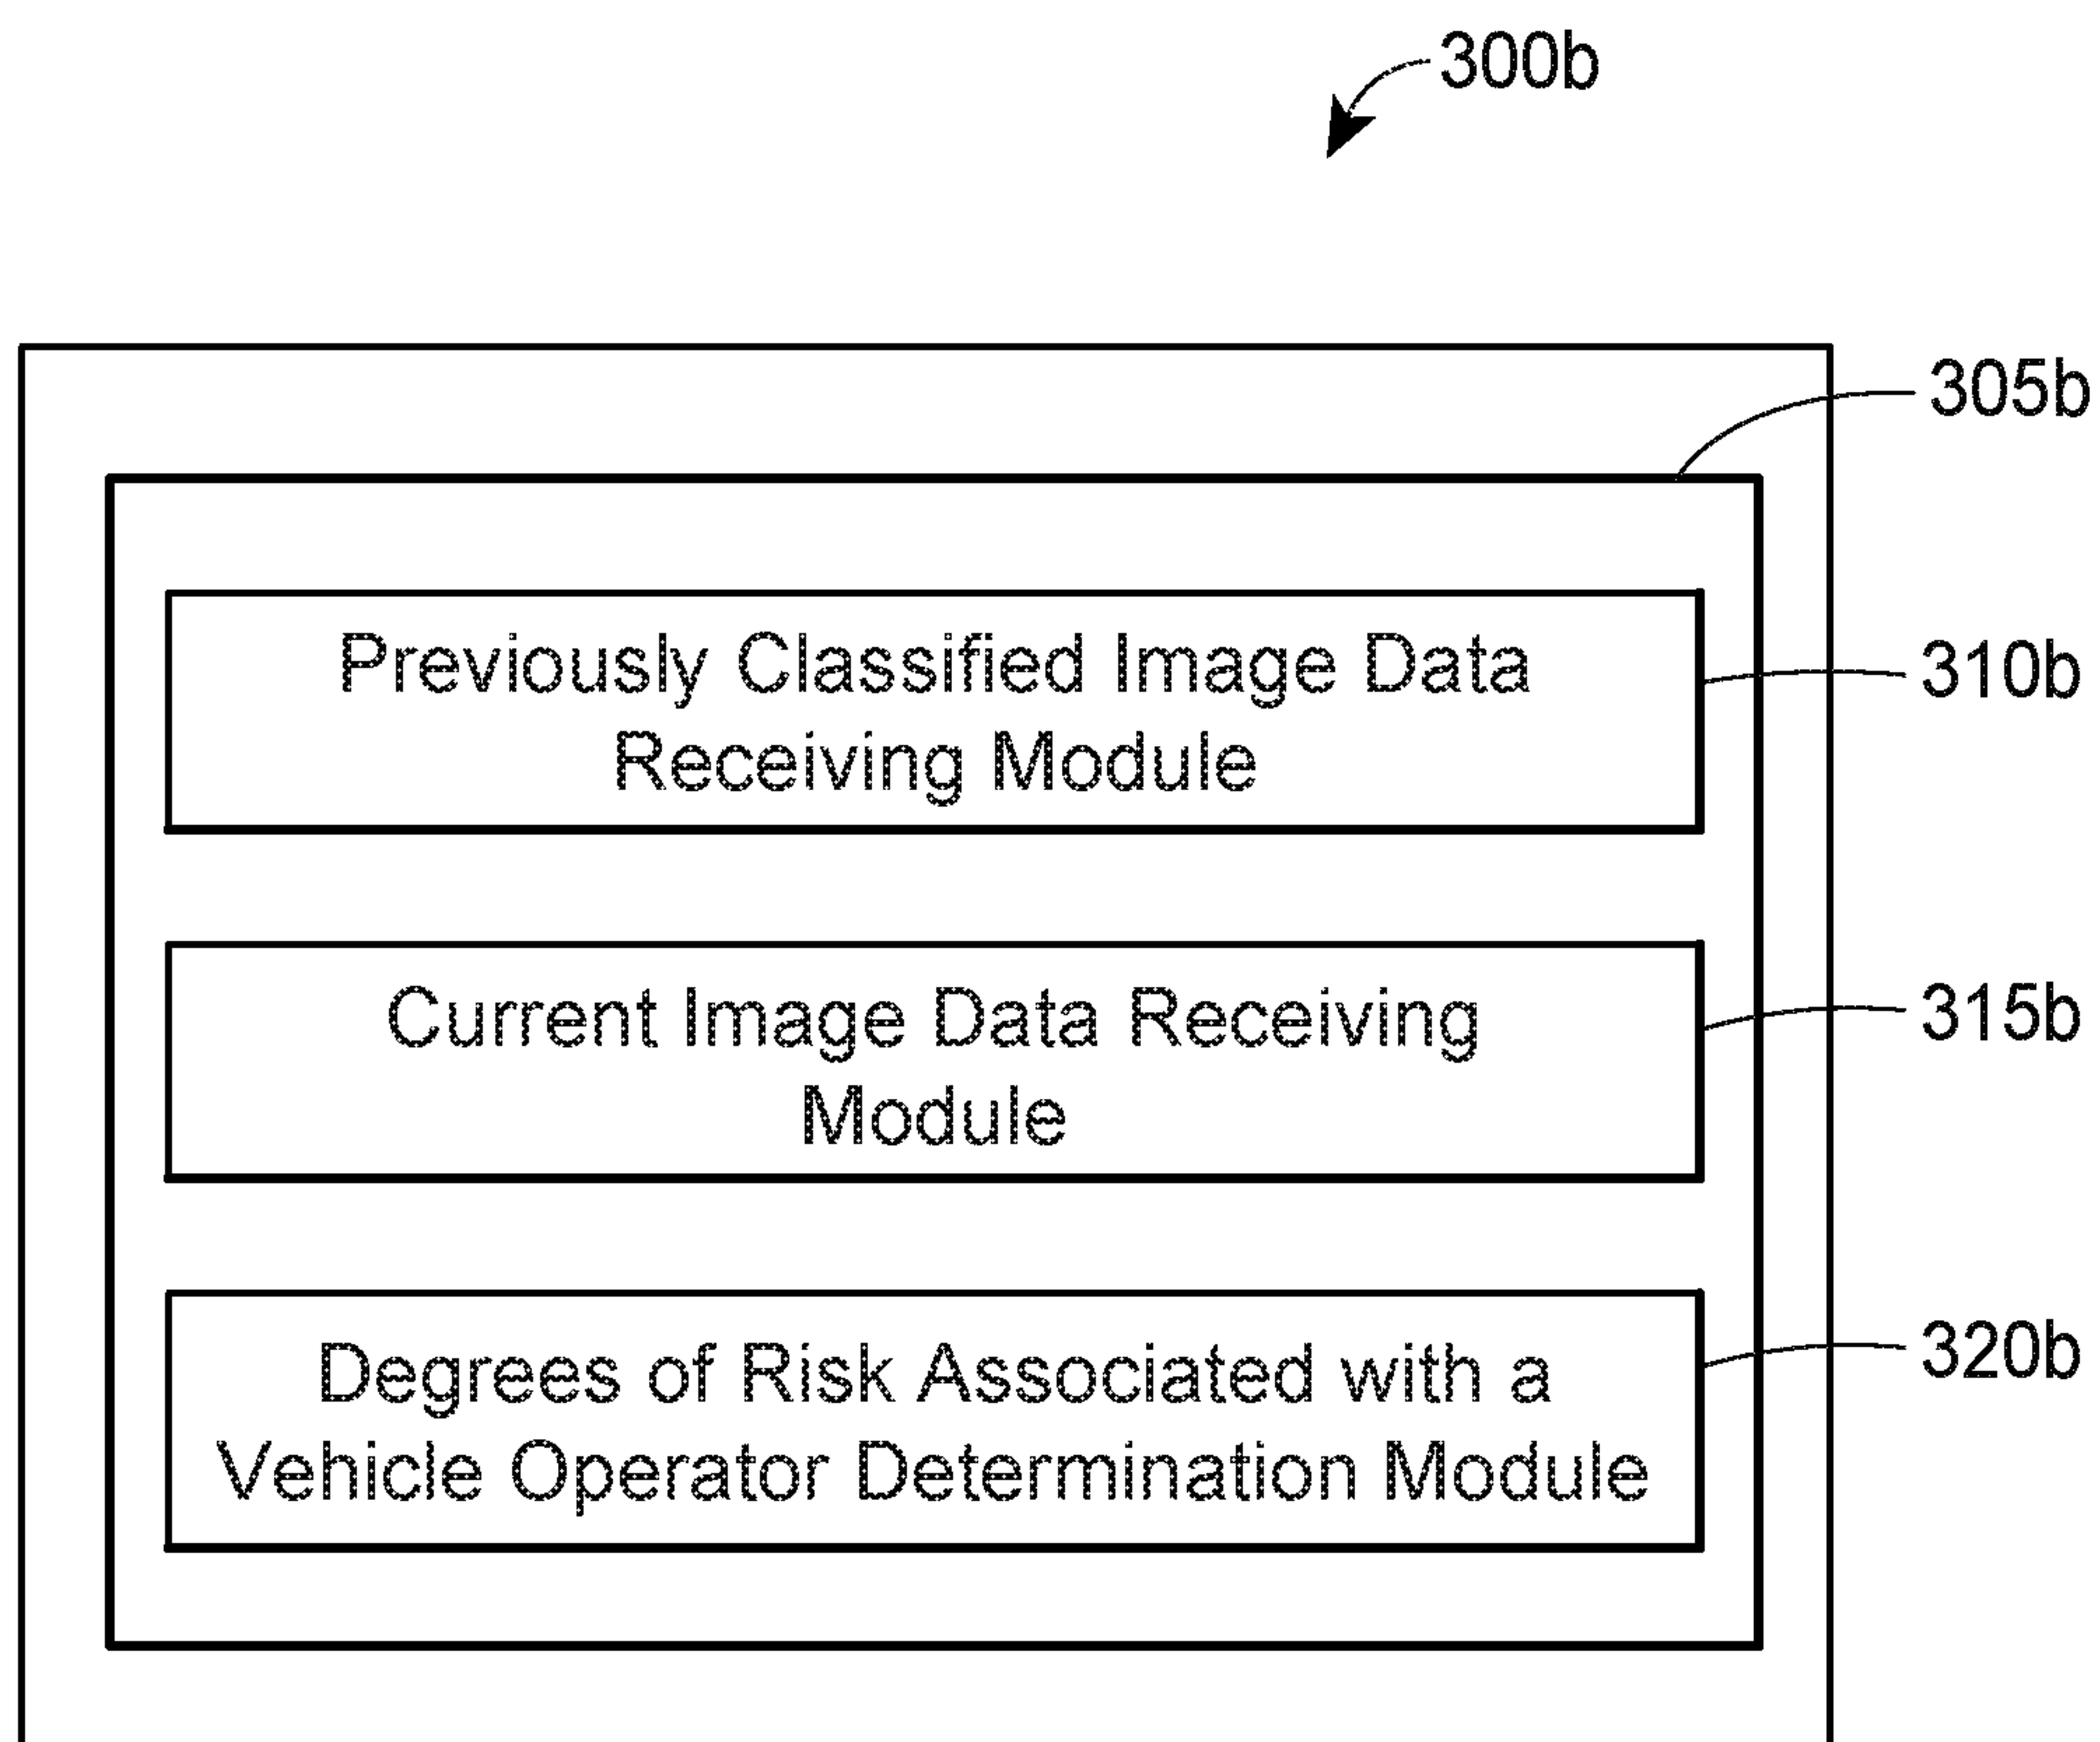 300b
305b
Previously Classified Image Data
Receiving Module
310b
Current Image Data Receiving
Module
315b
Degrees of Risk Associated with a
Vehicle Operator Determination Module
320b